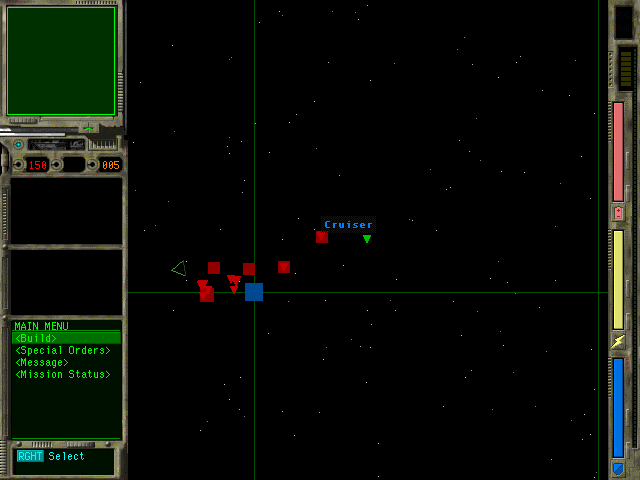 150
005
Cruiser
MAIN MENU
<Build>
<Special Orders>
<Message>
<Mission Status>
RGHT Select